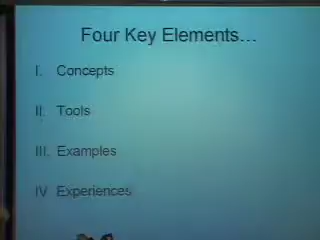 Four Key Elements...
I. Concepts
II. Tools
III. Examples
IV Experiences